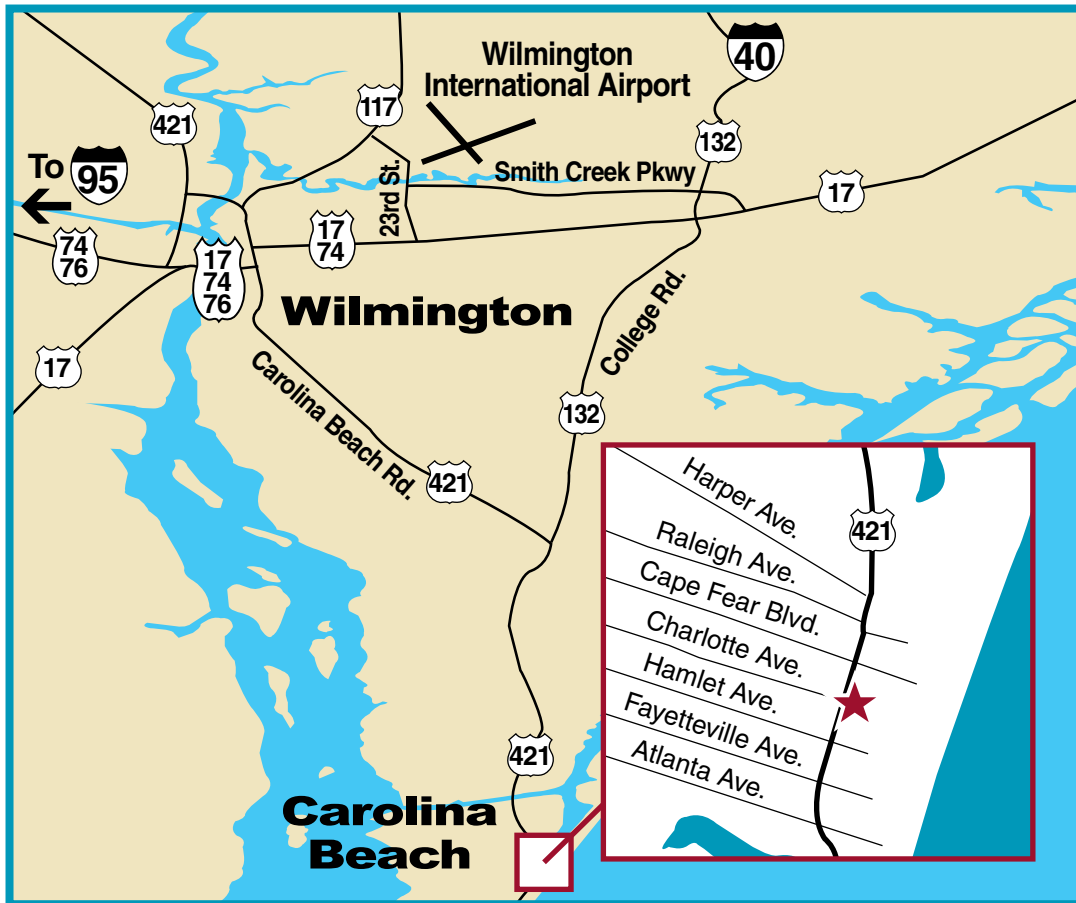 Wilmington
International Airport
40
117
421
132
To
95
Smith Creek Pkwy
23rd St.
17
17
74
74
76
17
74
76
Wilmington
College Rd.
17
Carolina Beach Rd.
132
421
Harper Ave.
421
Raleigh Ave.
Cape Fear Blvd.
Charlotte Ave.
Hamlet Ave.
Fayetteville Ave.
Atlanta Ave.
421
Carolina
Beach